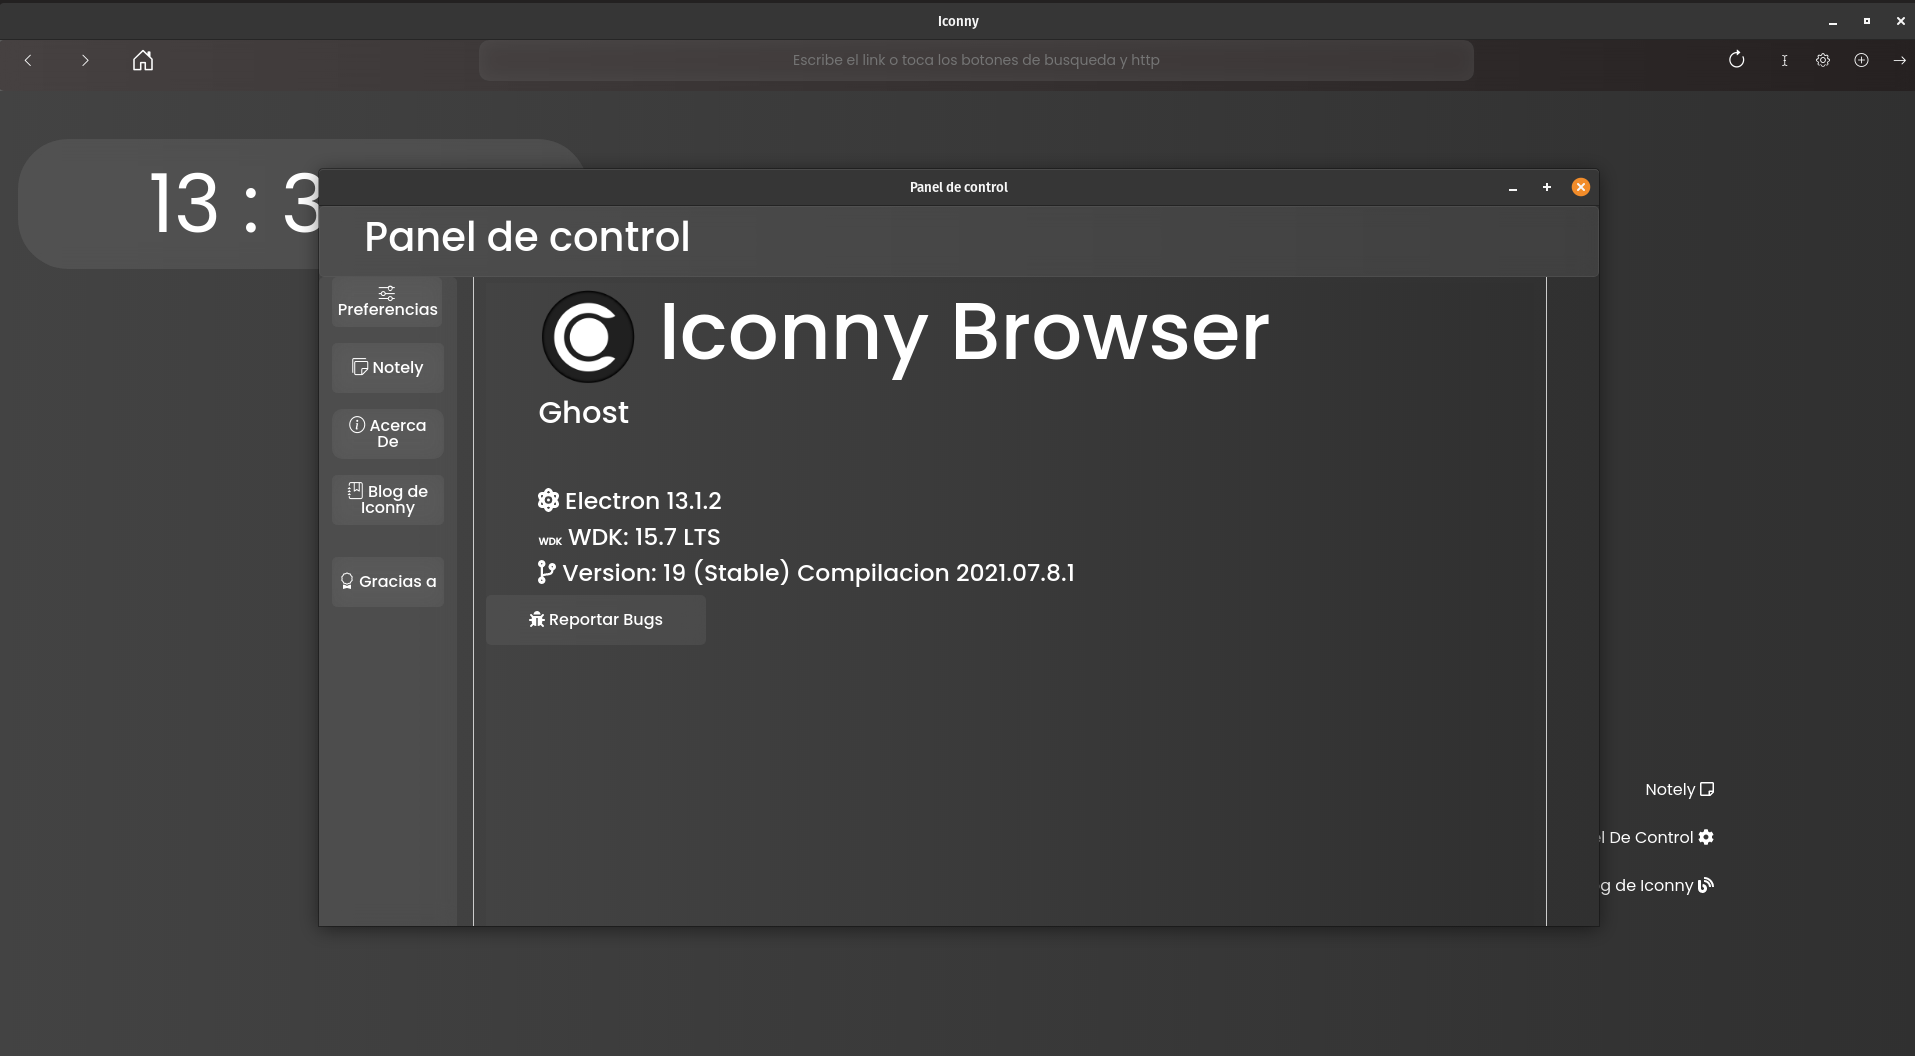 Iconny
Escribe el link o toca los botones de busqueda y http
13 : 3
Panel de control
Panel de control
Preferencias
Notely
Acerca
De
Blog de
Iconny
Gracias a
Iconny Browser
Ghost
Electron 13.1.2
WDK WDK: 15.7 LTS
Version: 19 (Stable) Compilacion 2021.07.8.1
Reportar Bugs
Notely
l De Control
g de Iconny